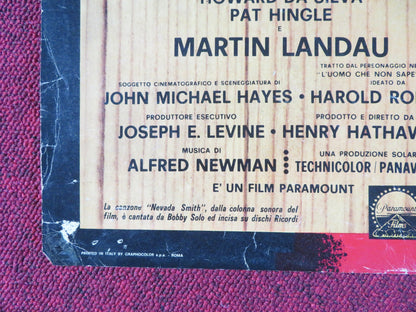 HOWARD DA SILVA
PAT HINGLE
E
MARTIN LANDAU
TRATTO DAL PERSONAGGIO NE
"L'UOMO CHE NON SAPE
SOGGETTO CINEMATOGRAFICO E SCENEGGIATURA DI
IDEATO DA
JOHN MICHAEL HAYES • HAROLD RO
PRODUTTORE ESECUTIVO
PRODOTTO E DIRETTO DA
JOSEPH E. LEVINE • HENRY HATHAW
MUSICA DI
UNA PRODUZIONE SOLAR
ALFRED NEWMAN
TECHNICOLOR / PANAV
E' UN FILM PARAMOUNT
La canzone "Nevada Smith", dalla colonna sonora del
film, è cantata da Bobby Solo ed incisa su dischi Ricordi
Paramount
Film
PRINTED IN ITALY BY GRAPHOCOLOR s.p.a. - ROMA